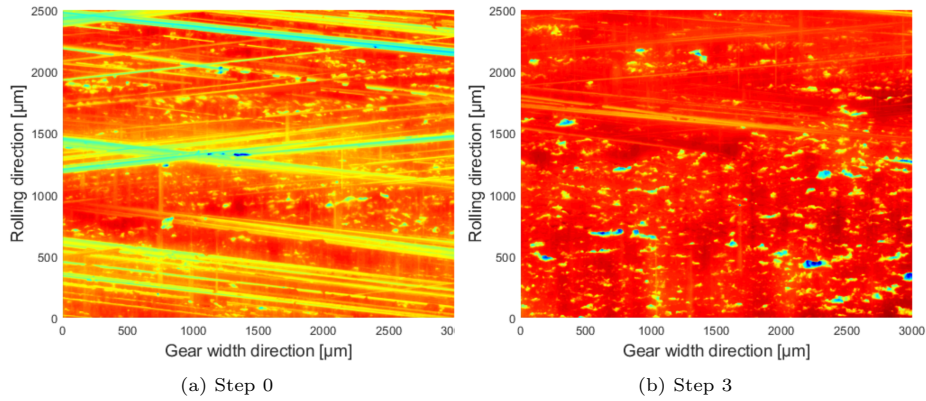 2500
2000
1500
1000
500
0
Rolling direction [µm]
0 500 1000 1500 2000 2500 30
Gear width direction [µm]
(a) Step 0
2500
2000
1500
1000
500
0
Rolling direction [µm]
0 500 1000 1500 2000 2500 3000
Gear width direction [µm]
(b) Step 3